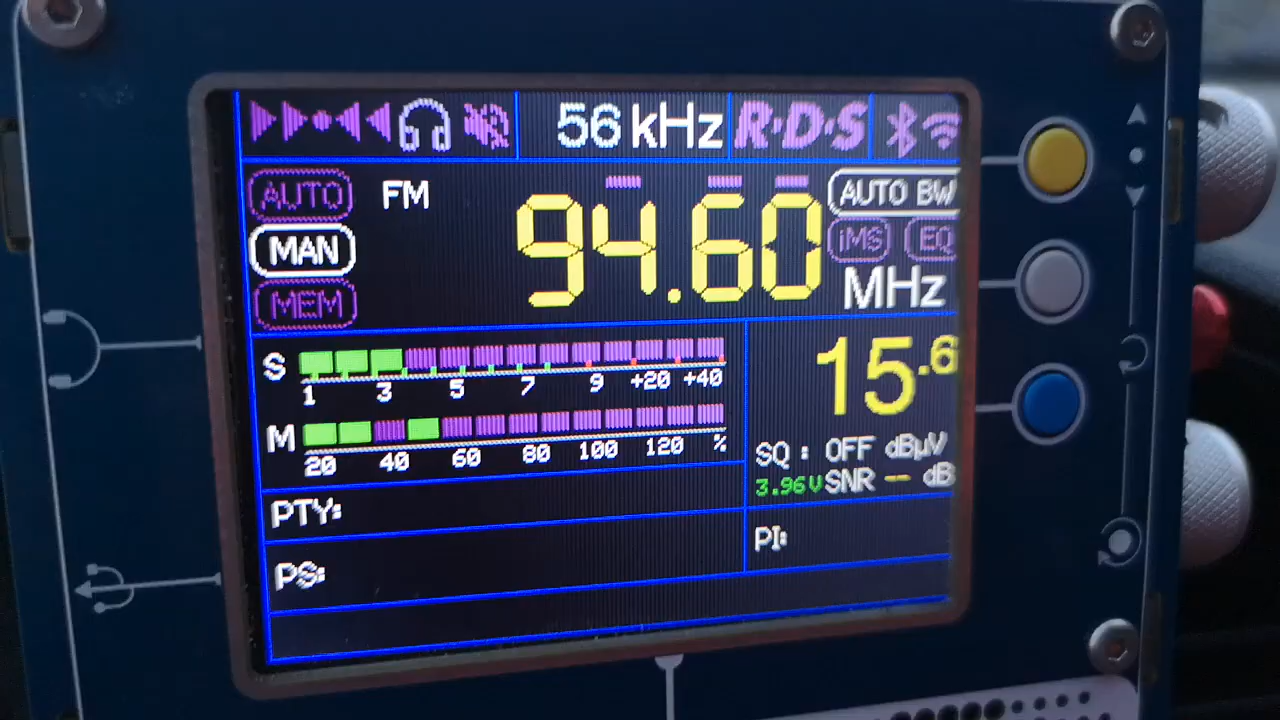 56 kHz R·D·S
AUTO FM 94.60 AUTO BW
MAN iMS EQ
MEM MHz
S
1 3 5 7 9 +20 +40
15.6
M
20 40 60 80 100 120 %
SQ : OFF dBµV
3.96V SNR -- dB
PTY:
PI:
PS: